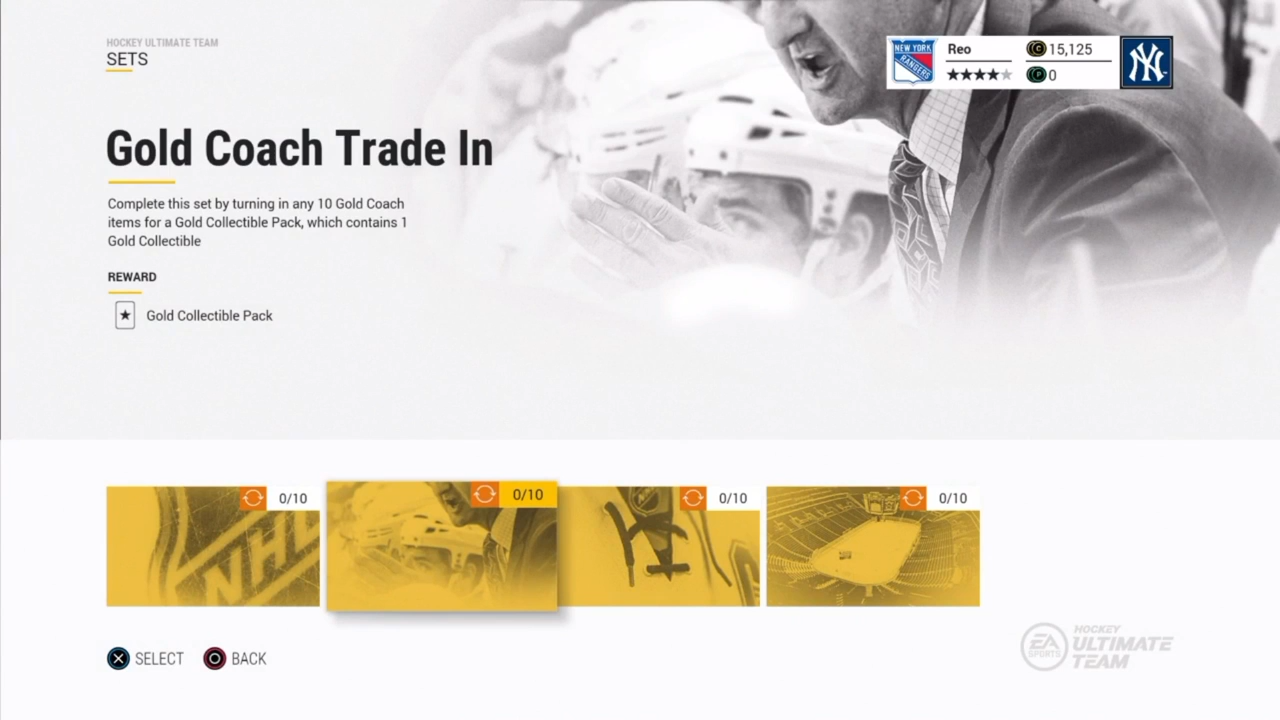 HOCKEY ULTIMATE TEAM
SETS
NEW YORK
RANGERS
Reo
15,125
0
NY
Gold Coach Trade In
Complete this set by turning in any 10 Gold Coach
items for a Gold Collectible Pack, which contains 1
Gold Collectible
REWARD
Gold Collectible Pack
0/10
0/10
0/10
0/10
NHL
SELECT
BACK
EA
SPORTS
HOCKEY
ULTIMATE
TEAM